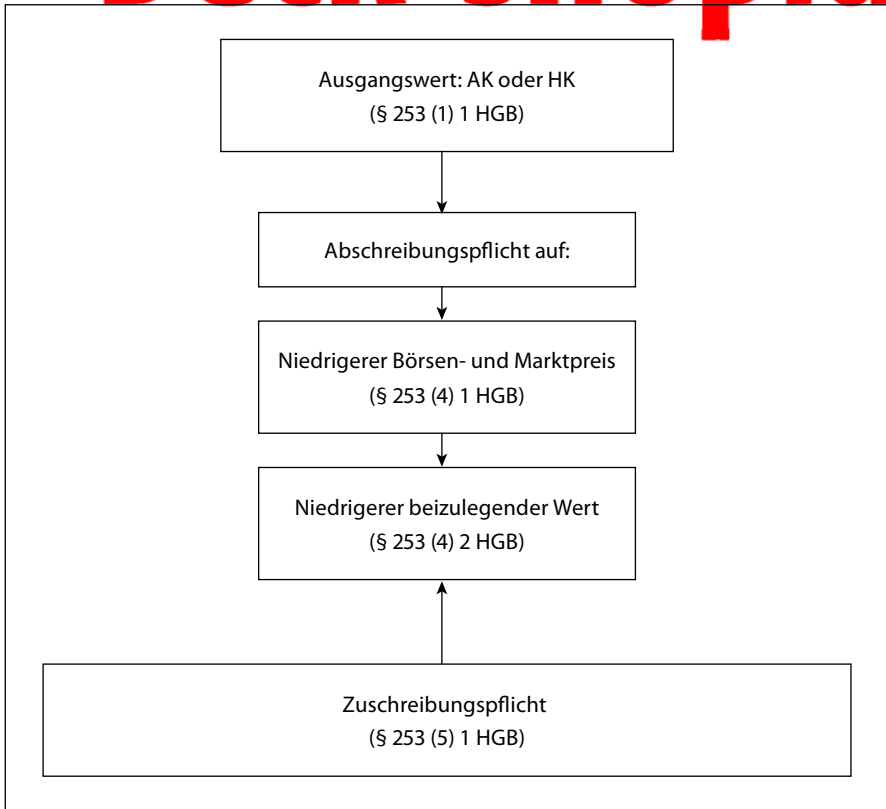 Ausgangswert: AK oder HK
(§ 253 (1) 1 HGB)
Abschreibungspflicht auf:
Niedrigerer Börsen- und Marktpreis
(§ 253 (4) 1 HGB)
Niedrigerer beizulegender Wert
(§ 253 (4) 2 HGB)
Zuschreibungspflicht
(§ 253 (5) 1 HGB)